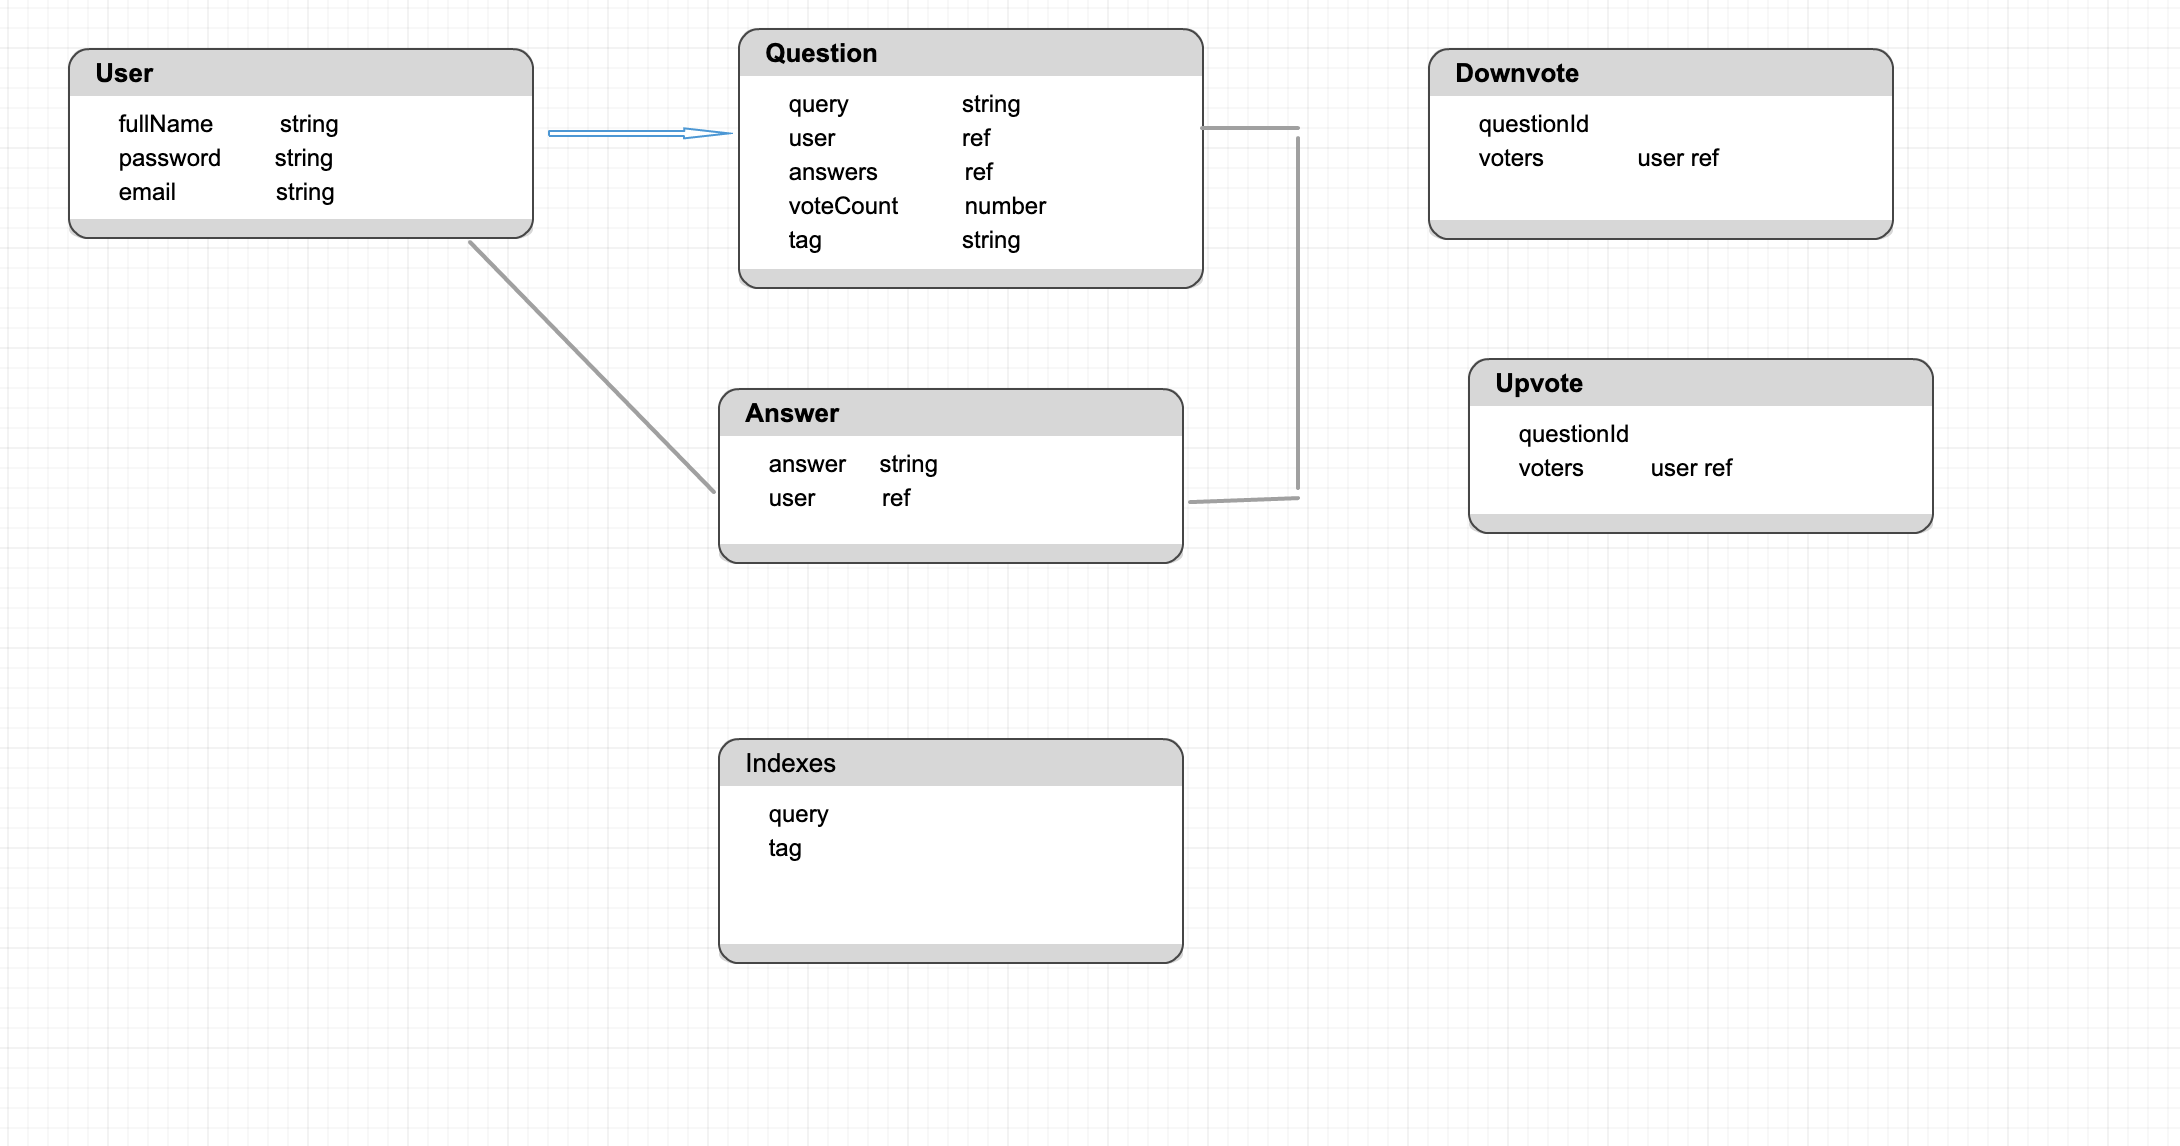 User
fullName string
password string
email string
Question
query string
user ref
answers ref
voteCount number
tag string
Downvote
questionId
voters user ref
Answer
answer string
user ref
Upvote
questionId
voters user ref
Indexes
query
tag